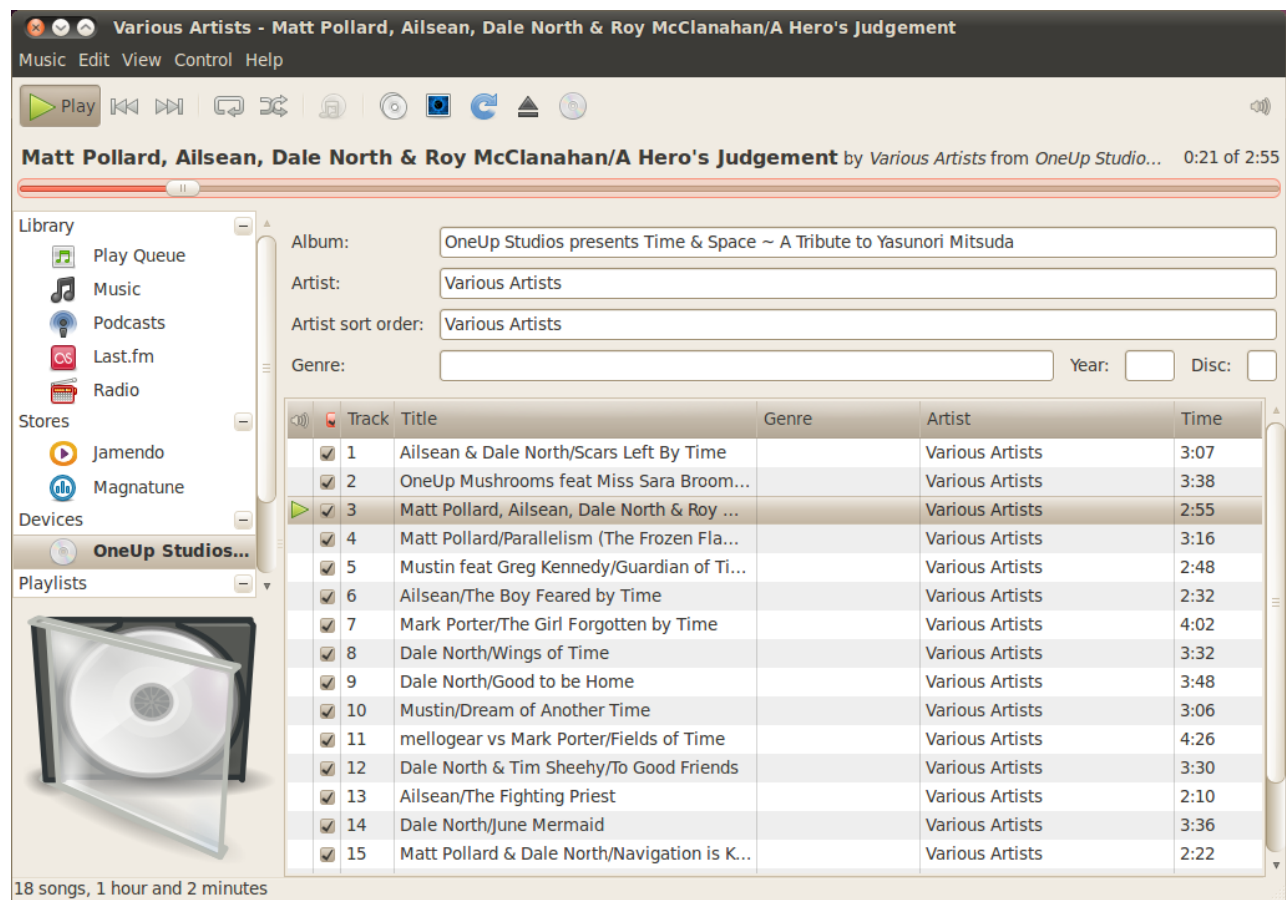 Various Artists - Matt Pollard, Ailsean, Dale North & Roy McClanahan/A Hero's Judgement
Music Edit View Control Help
Play
Matt Pollard, Ailsean, Dale North & Roy McClanahan/A Hero's Judgement by Various Artists from OneUp Studio... 0:21 of 2:55
Library
Play Queue
Music
Podcasts
Last.fm
Radio
Stores
Jamendo
Magnatune
Devices
OneUp Studios...
Playlists
Album: OneUp Studios presents Time & Space ~ A Tribute to Yasunori Mitsuda
Artist: Various Artists
Artist sort order: Various Artists
Genre: Year: Disc:
Track Title Genre Artist Time
1 Ailsean & Dale North/Scars Left By Time Various Artists 3:07
2 OneUp Mushrooms feat Miss Sara Broom... Various Artists 3:38
3 Matt Pollard, Ailsean, Dale North & Roy ... Various Artists 2:55
4 Matt Pollard/Parallelism (The Frozen Fla... Various Artists 3:16
5 Mustin feat Greg Kennedy/Guardian of Ti... Various Artists 2:48
6 Ailsean/The Boy Feared by Time Various Artists 2:32
7 Mark Porter/The Girl Forgotten by Time Various Artists 4:02
8 Dale North/Wings of Time Various Artists 3:32
9 Dale North/Good to be Home Various Artists 3:48
10 Mustin/Dream of Another Time Various Artists 3:06
11 mellogear vs Mark Porter/Fields of Time Various Artists 4:26
12 Dale North & Tim Sheehy/To Good Friends Various Artists 3:30
13 Ailsean/The Fighting Priest Various Artists 2:10
14 Dale North/June Mermaid Various Artists 3:36
15 Matt Pollard & Dale North/Navigation is K... Various Artists 2:22
18 songs, 1 hour and 2 minutes